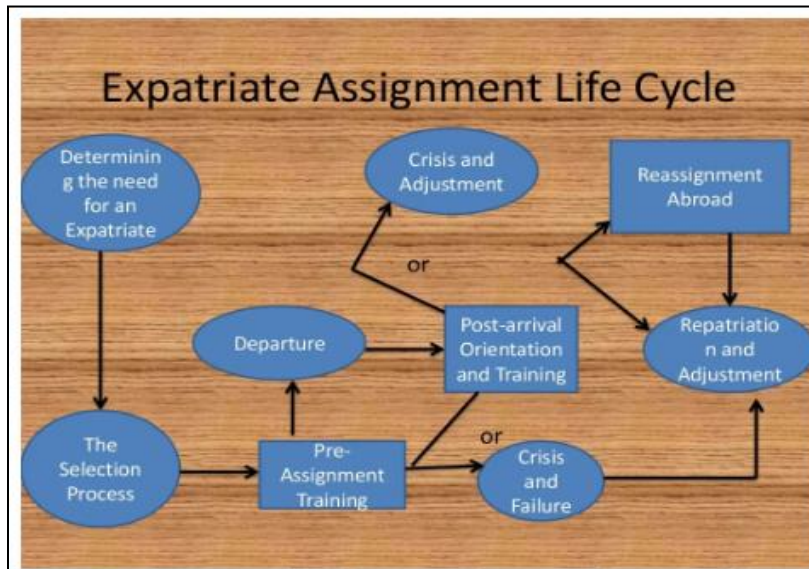 Expatriate Assignment Life Cycle
Determinin
g the need
for an
Expatriate
Crisis and
Adjustment
Reassignment
Abroad
or
Departure
Post-arrival
Orientation
and Training
Repatriatio
n and
Adjustment
The
Selection
Process
Pre-
Assignment
Training
or
Crisis
and
Failure